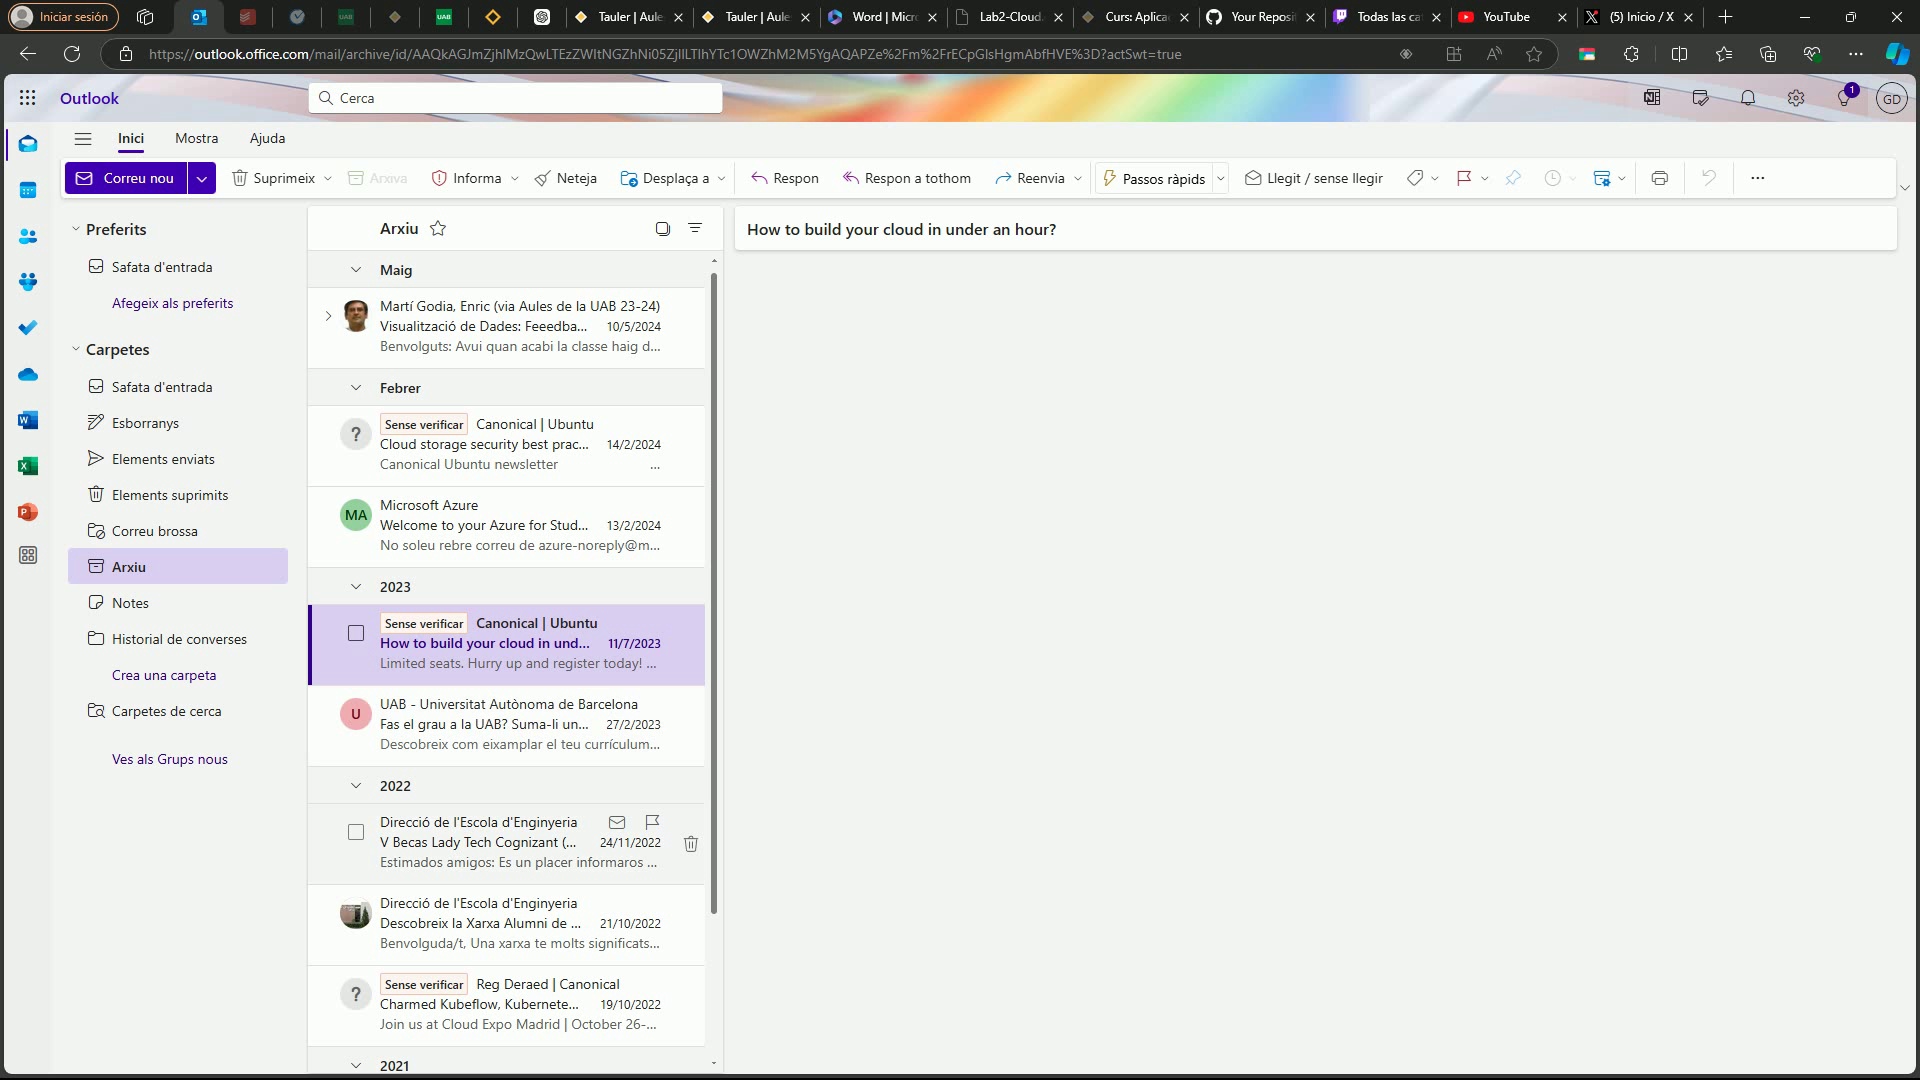 Iniciar sesión
Tauler | Aule
Tauler | Aule
Word | Micr
Lab2-Cloud
Curs: Aplica
Your Reposit
Todas las ca
YouTube
(5) Inicio / X
https://outlook.office.com/mail/archive/id/AAQkAGJmZjhlMzQwLTEzZWItNGZhNi05ZjllLTlhYTc1OWZhM2M5YgAQAPZe%2Fm%2FrECpGlsHgmAbfHVE%3D?actSwt=true
Outlook
Cerca
1
GD
Inici
Mostra
Ajuda
Correu nou
Suprimeix
Arxiva
Informa
Neteja
Desplaça a
Respon
Respon a tothom
Reenvia
Passos ràpids
Llegit / sense llegir
Preferits
Safata d'entrada
Afegeix als preferits
Carpetes
Safata d'entrada
Esborranys
Elements enviats
Elements suprimits
Correu brossa
Arxiu
Notes
Historial de converses
Crea una carpeta
Carpetes de cerca
Ves als Grups nous
Arxiu
Maig
Martí Godia, Enric (via Aules de la UAB 23-24)
Visualització de Dades: Feeedba... 10/5/2024
Benvolguts: Avui quan acabi la classe haig d...
Febrer
? Sense verificar Canonical | Ubuntu
Cloud storage security best prac... 14/2/2024
Canonical Ubuntu newsletter ...
MA Microsoft Azure
Welcome to your Azure for Stud... 13/2/2024
No soleu rebre correu de azure-noreply@m...
2023
Sense verificar Canonical | Ubuntu
How to build your cloud in und... 11/7/2023
Limited seats. Hurry up and register today! ...
U UAB - Universitat Autònoma de Barcelona
Fas el grau a la UAB? Suma-li un... 27/2/2023
Descobreix com eixamplar el teu currículum...
2022
Direcció de l'Escola d'Enginyeria
V Becas Lady Tech Cognizant (... 24/11/2022
Estimados amigos: Es un placer informaros ...
Direcció de l'Escola d'Enginyeria
Descobreix la Xarxa Alumni de ... 21/10/2022
Benvolguda/t, Una xarxa te molts significats...
? Sense verificar Reg Deraed | Canonical
Charmed Kubeflow, Kubernete... 19/10/2022
Join us at Cloud Expo Madrid | October 26-...
2021
How to build your cloud in under an hour?